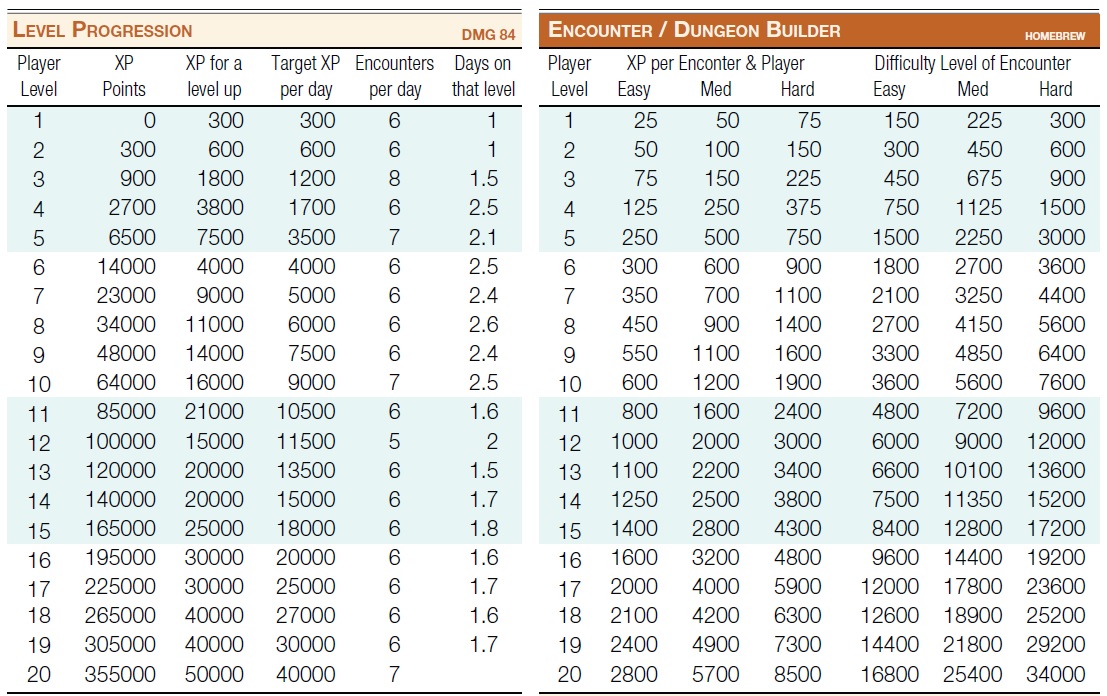 LEVEL PROGRESSION DMG 84
Player XP XP for a Target XP Encounters Days on
Level Points level up per day per day that level
1 0 300 300 6 1
2 300 600 600 6 1
3 900 1800 1200 8 1.5
4 2700 3800 1700 6 2.5
5 6500 7500 3500 7 2.1
6 14000 4000 4000 6 2.5
7 23000 9000 5000 6 2.4
8 34000 11000 6000 6 2.6
9 48000 14000 7500 6 2.4
10 64000 16000 9000 7 2.5
11 85000 21000 10500 6 1.6
12 100000 15000 11500 5 2
13 120000 20000 13500 6 1.5
14 140000 20000 15000 6 1.7
15 165000 25000 18000 6 1.8
16 195000 30000 20000 6 1.6
17 225000 30000 25000 6 1.7
18 265000 40000 27000 6 1.6
19 305000 40000 30000 6 1.7
20 355000 50000 40000 7
ENCOUNTER / DUNGEON BUILDER HOMEBREW
Player XP per Enconter & Player Difficulty Level of Encounter
Level Easy Med Hard Easy Med Hard
1 25 50 75 150 225 300
2 50 100 150 300 450 600
3 75 150 225 450 675 900
4 125 250 375 750 1125 1500
5 250 500 750 1500 2250 3000
6 300 600 900 1800 2700 3600
7 350 700 1100 2100 3250 4400
8 450 900 1400 2700 4150 5600
9 550 1100 1600 3300 4850 6400
10 600 1200 1900 3600 5600 7600
11 800 1600 2400 4800 7200 9600
12 1000 2000 3000 6000 9000 12000
13 1100 2200 3400 6600 10100 13600
14 1250 2500 3800 7500 11350 15200
15 1400 2800 4300 8400 12800 17200
16 1600 3200 4800 9600 14400 19200
17 2000 4000 5900 12000 17800 23600
18 2100 4200 6300 12600 18900 25200
19 2400 4900 7300 14400 21800 29200
20 2800 5700 8500 16800 25400 34000